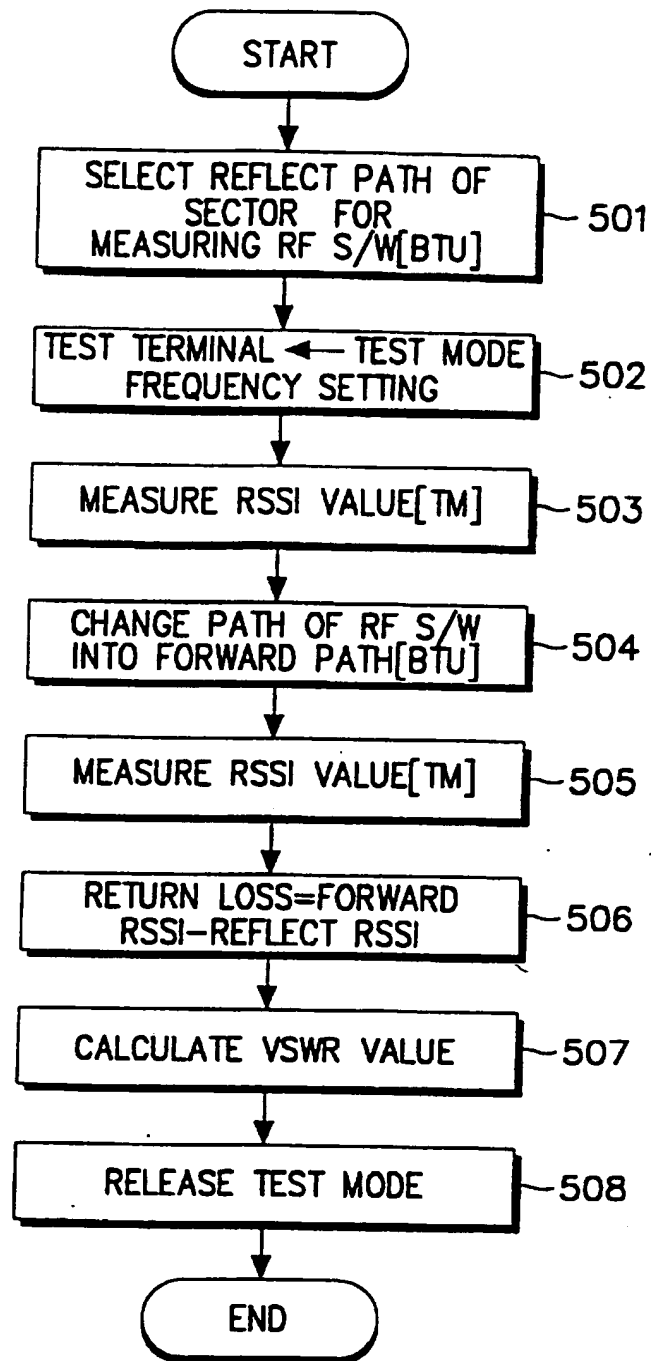 START
SELECT REFLECT PATH OF
SECTOR FOR
MEASURING RF S/W[BTU]
501
TEST TERMINAL ← TEST MODE
FREQUENCY SETTING
502
MEASURE RSSI VALUE[TM]
503
CHANGE PATH OF RF S/W
INTO FORWARD PATH[BTU]
504
MEASURE RSSI VALUE[TM]
505
RETURN LOSS=FORWARD
RSSI-REFLECT RSSI
506
CALCULATE VSWR VALUE
507
RELEASE TEST MODE
508
END